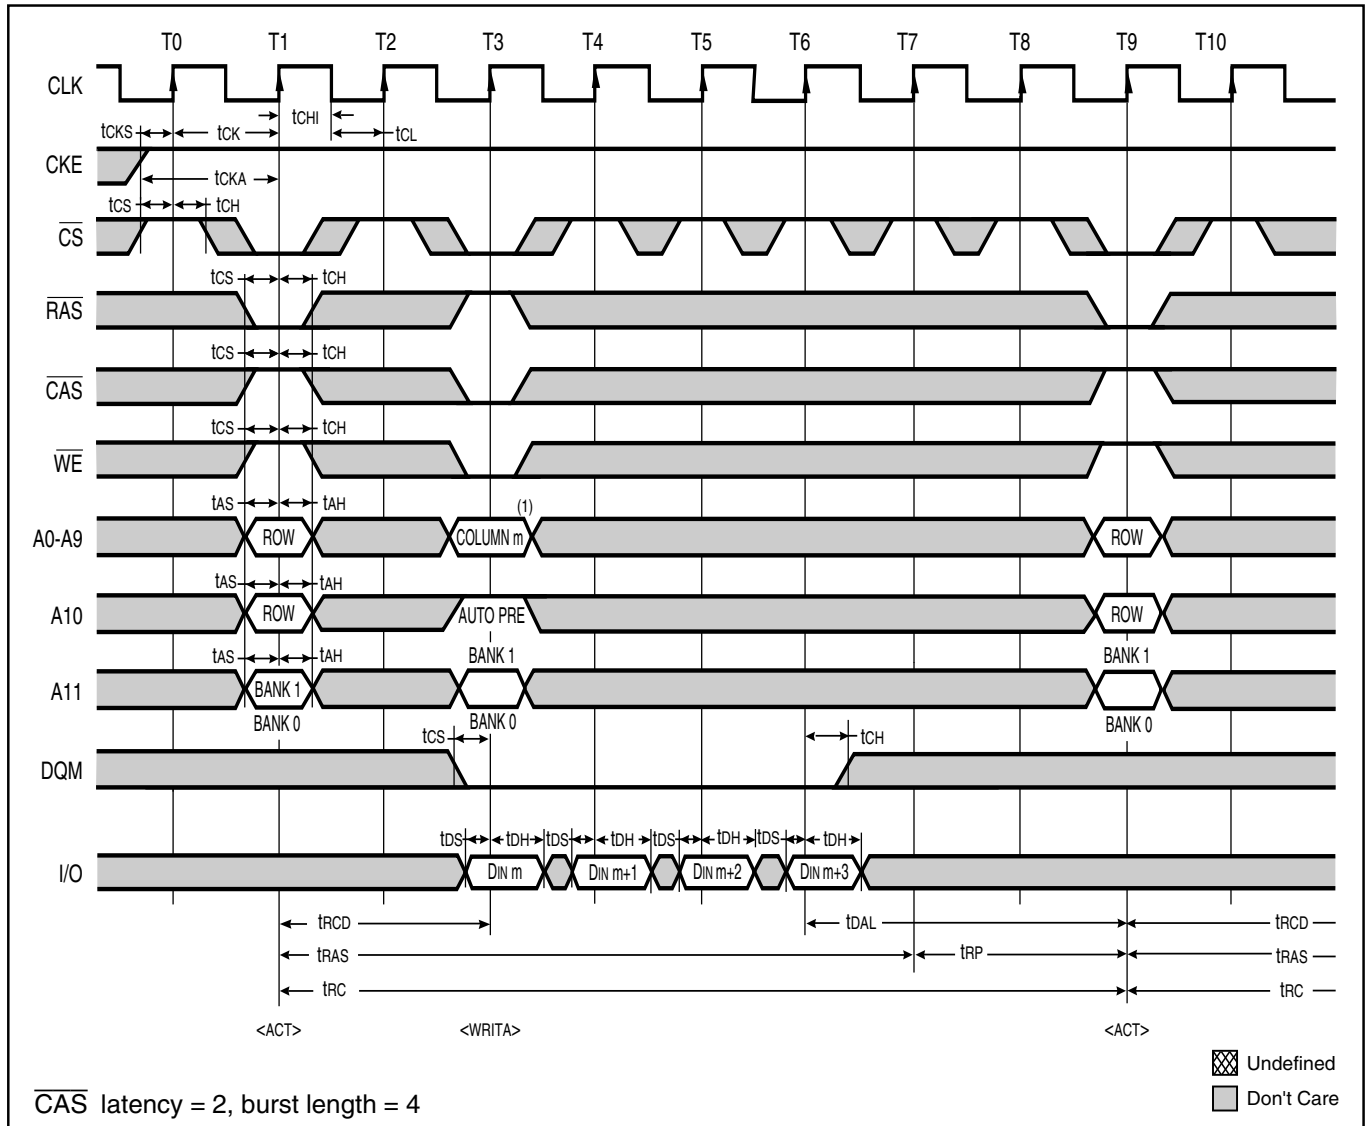 T0 T1 T2 T3 T4 T5 T6 T7 T8 T9 T10
CLK
tCHI
tCKS tCK tCL
CKE
tCKA
tCS tCH
CS
tCS tCH
RAS
tCS tCH
CAS
tCS tCH
WE
tAS tAH (1)
A0-A9 ROW COLUMN m ROW
tAS tAH
A10 ROW AUTO PRE ROW
tAS tAH BANK 1 BANK 1
A11 BANK 1
BANK 0 BANK 0 BANK 0
tCS tCH
DQM
tDS tDH tDS tDH tDS tDH tDS tDH
I/O DIN m DIN m+1 DIN m+2 DIN m+3
tRCD tDAL tRCD
tRAS tRP tRAS
tRC tRC
<ACT> <WRITA> <ACT>
Undefined
CAS latency = 2, burst length = 4 Don't Care